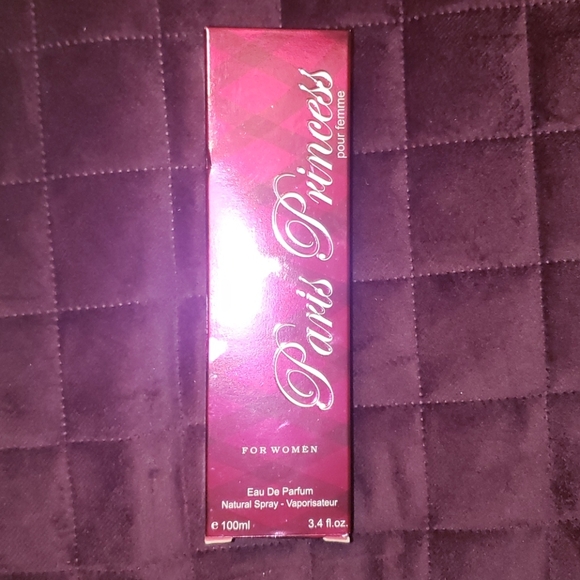 Paris Princess
pour femme
FOR WOMEN
Eau De Parfum
Natural Spray - Vaporisateur
e 100ml 3.4 fl.oz.